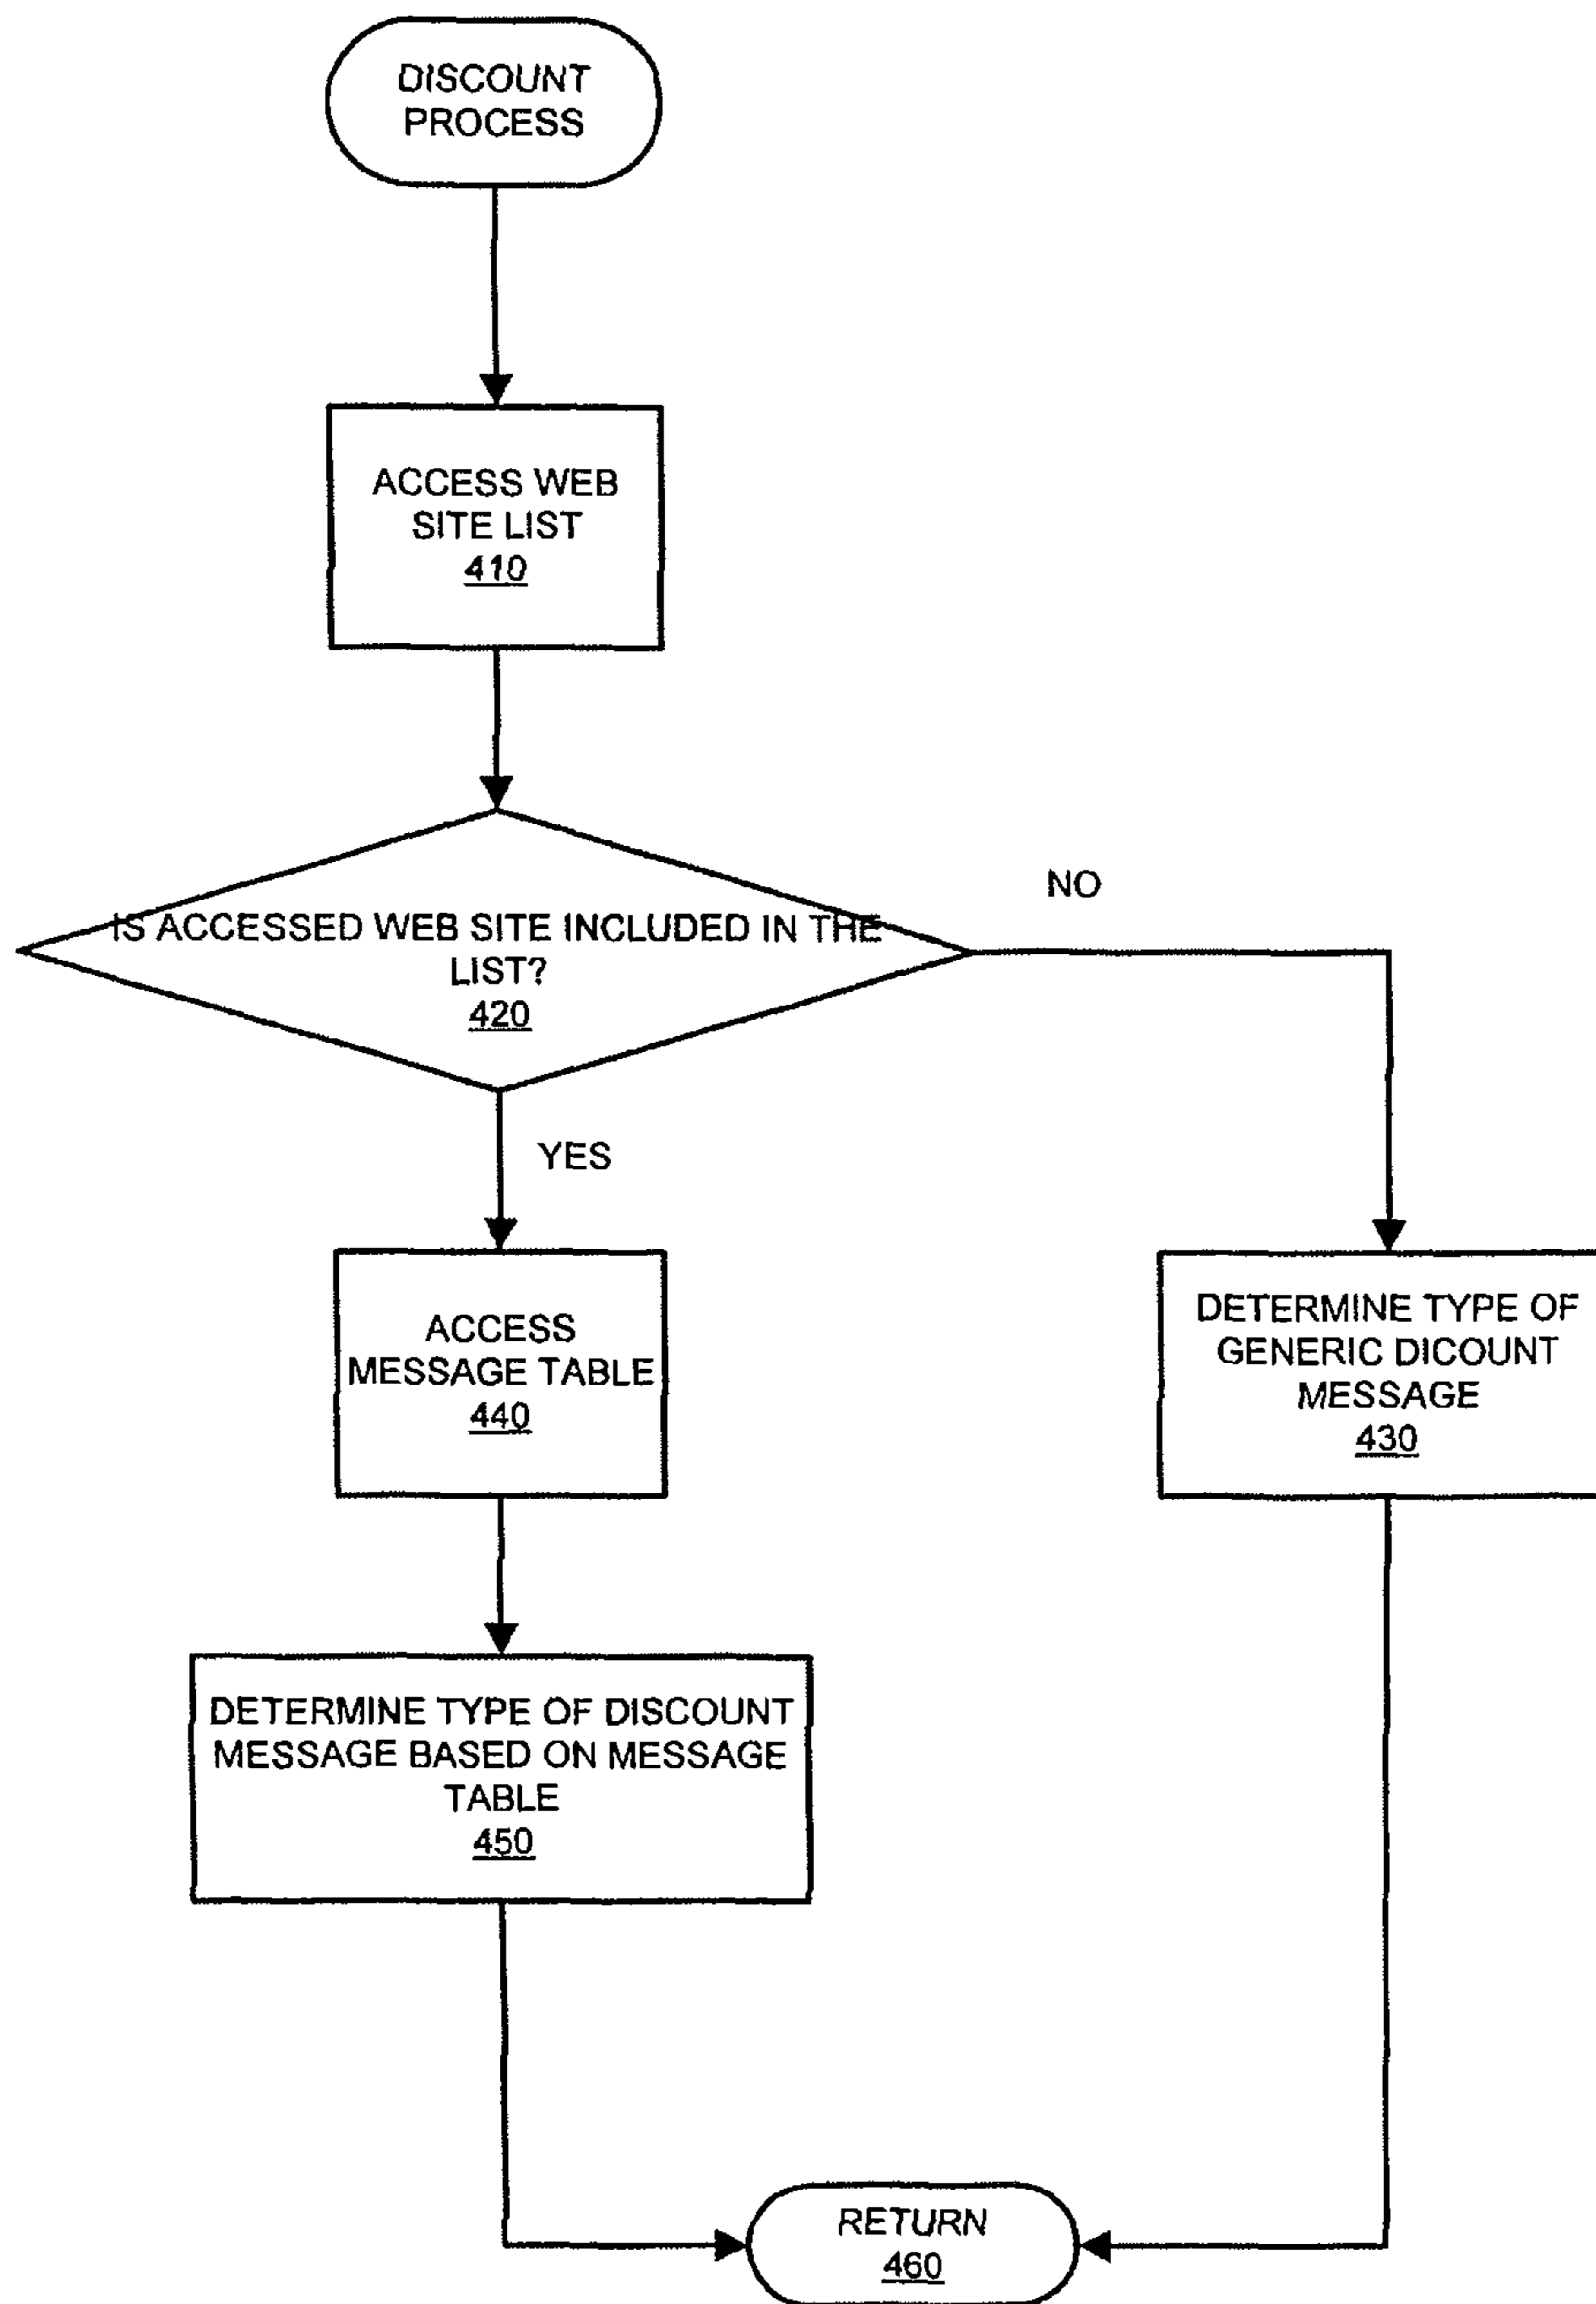 DISCOUNT
PROCESS
ACCESS WEB
SITE LIST
410
IS ACCESSED WEB SITE INCLUDED IN THE
LIST?
420
NO
YES
ACCESS
MESSAGE TABLE
440
DETERMINE TYPE OF
GENERIC DICOUNT
MESSAGE
430
DETERMINE TYPE OF DISCOUNT
MESSAGE BASED ON MESSAGE
TABLE
450
RETURN
460